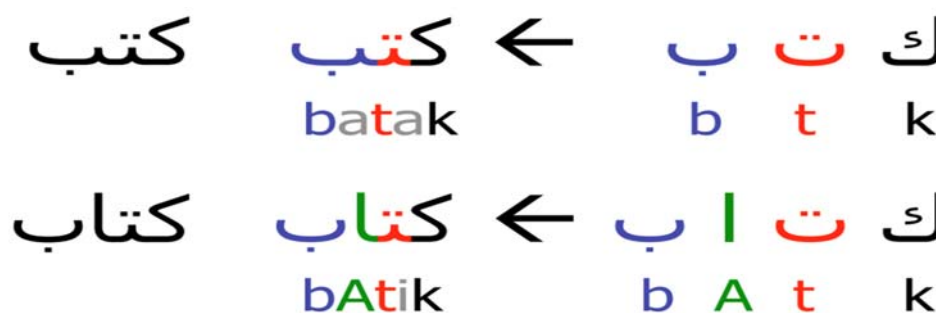 ك ت ب ← كتب كتب
batak b t k
ك ت ا ب ← كتاب كتاب
bAtik b A t k